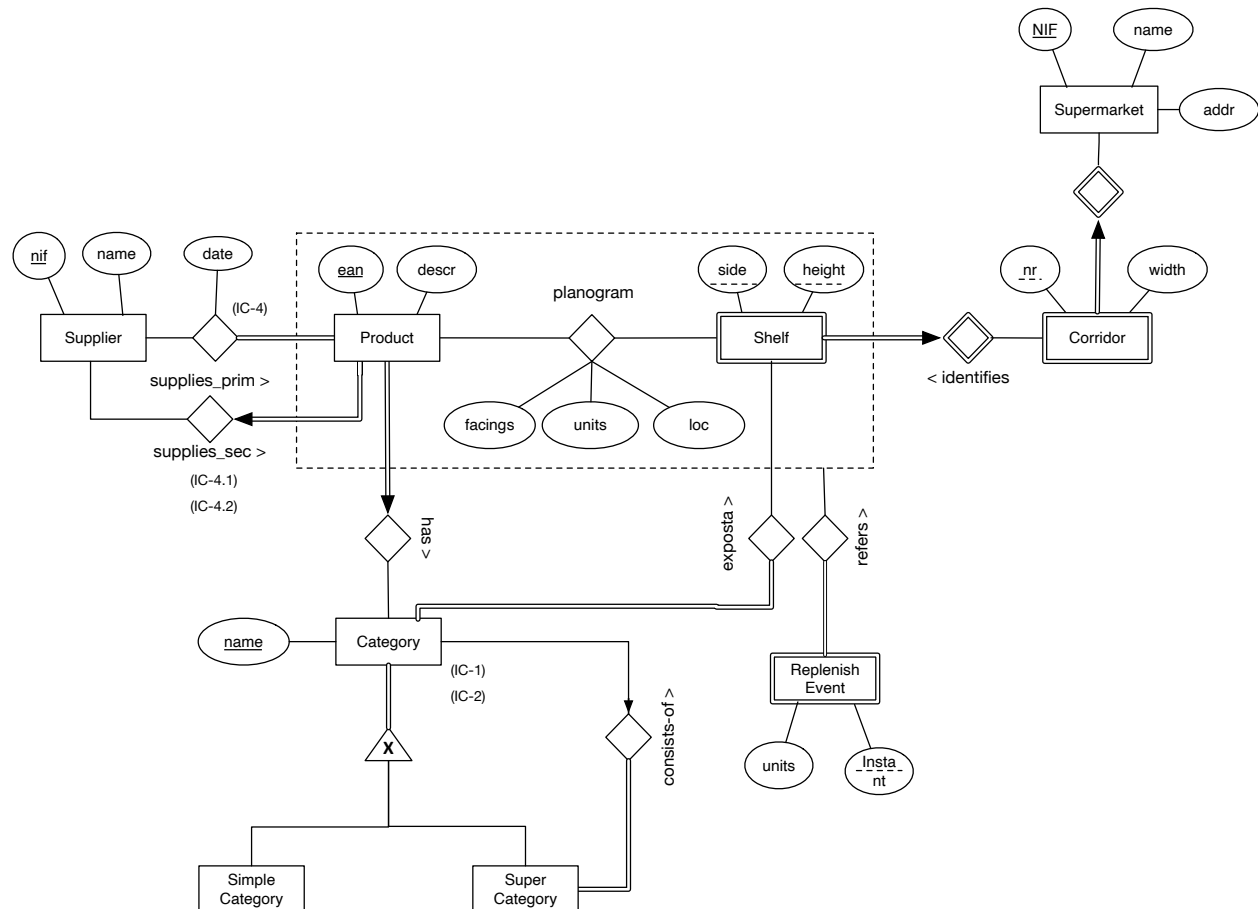 NIF
name
Supermarket
addr
nif
name
date
ean
descr
side
height
nr
width
planogram
(IC-4)
Supplier
Product
Shelf
Corridor
supplies_prim >
< identifies
facings
units
loc
supplies_sec >
(IC-4.1)
(IC-4.2)
has >
exposta >
refers >
name
Category
(IC-1)
(IC-2)
Replenish
Event
consists-of >
X
units
Insta
nt
Simple
Category
Super
Category